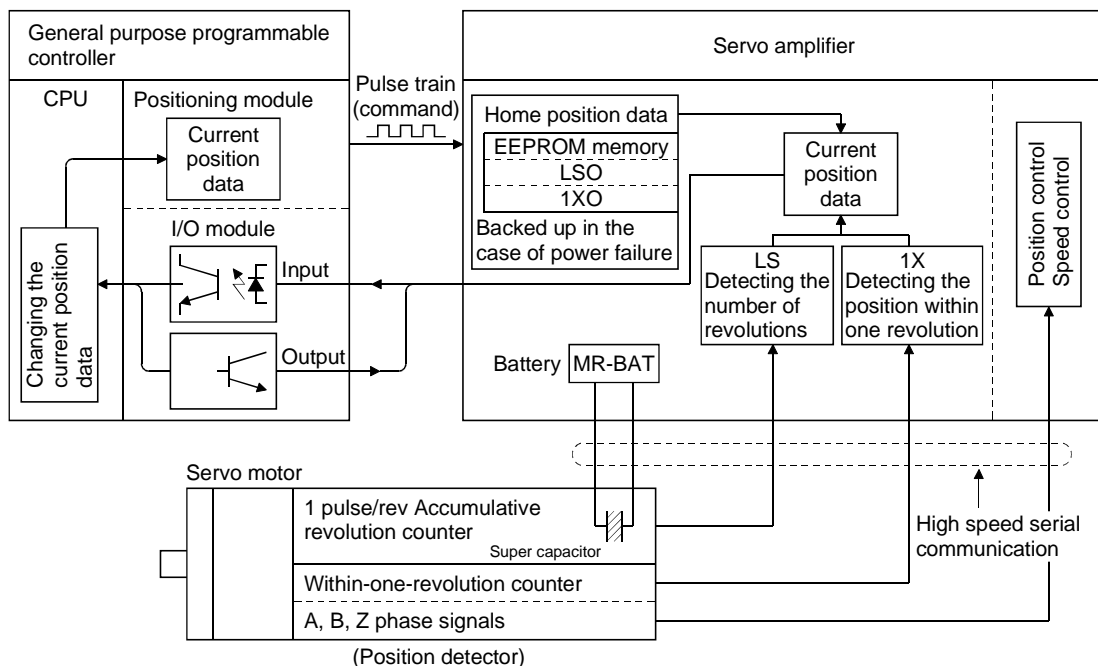 General purpose programmable
controller
Servo amplifier
CPU
Positioning module
Current
position
data
Pulse train
(command)
Home position data
EEPROM memory
LSO
1XO
Backed up in the
case of power failure
Current
position
data
Position control
Speed control
I/O module
Input
Output
Changing the
current position
data
LS
Detecting the
number of
revolutions
1X
Detecting the
position within
one revolution
Battery
MR-BAT
Servo motor
1 pulse/rev Accumulative
revolution counter
Super capacitor
Within-one-revolution counter
A, B, Z phase signals
(Position detector)
High speed serial
communication